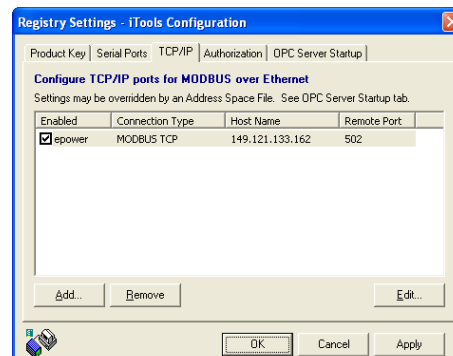 Registry Settings - iTools Configuration
Product Key Serial Ports TCP/IP Authorization OPC Server Startup
Configure TCP/IP ports for MODBUS over Ethernet
Settings may be overridden by an Address Space File. See OPC Server Startup tab.
Enabled Connection Type Host Name Remote Port
epower MODBUS TCP 149.121.133.162 502
Add... Remove Edit...
OK Cancel Apply